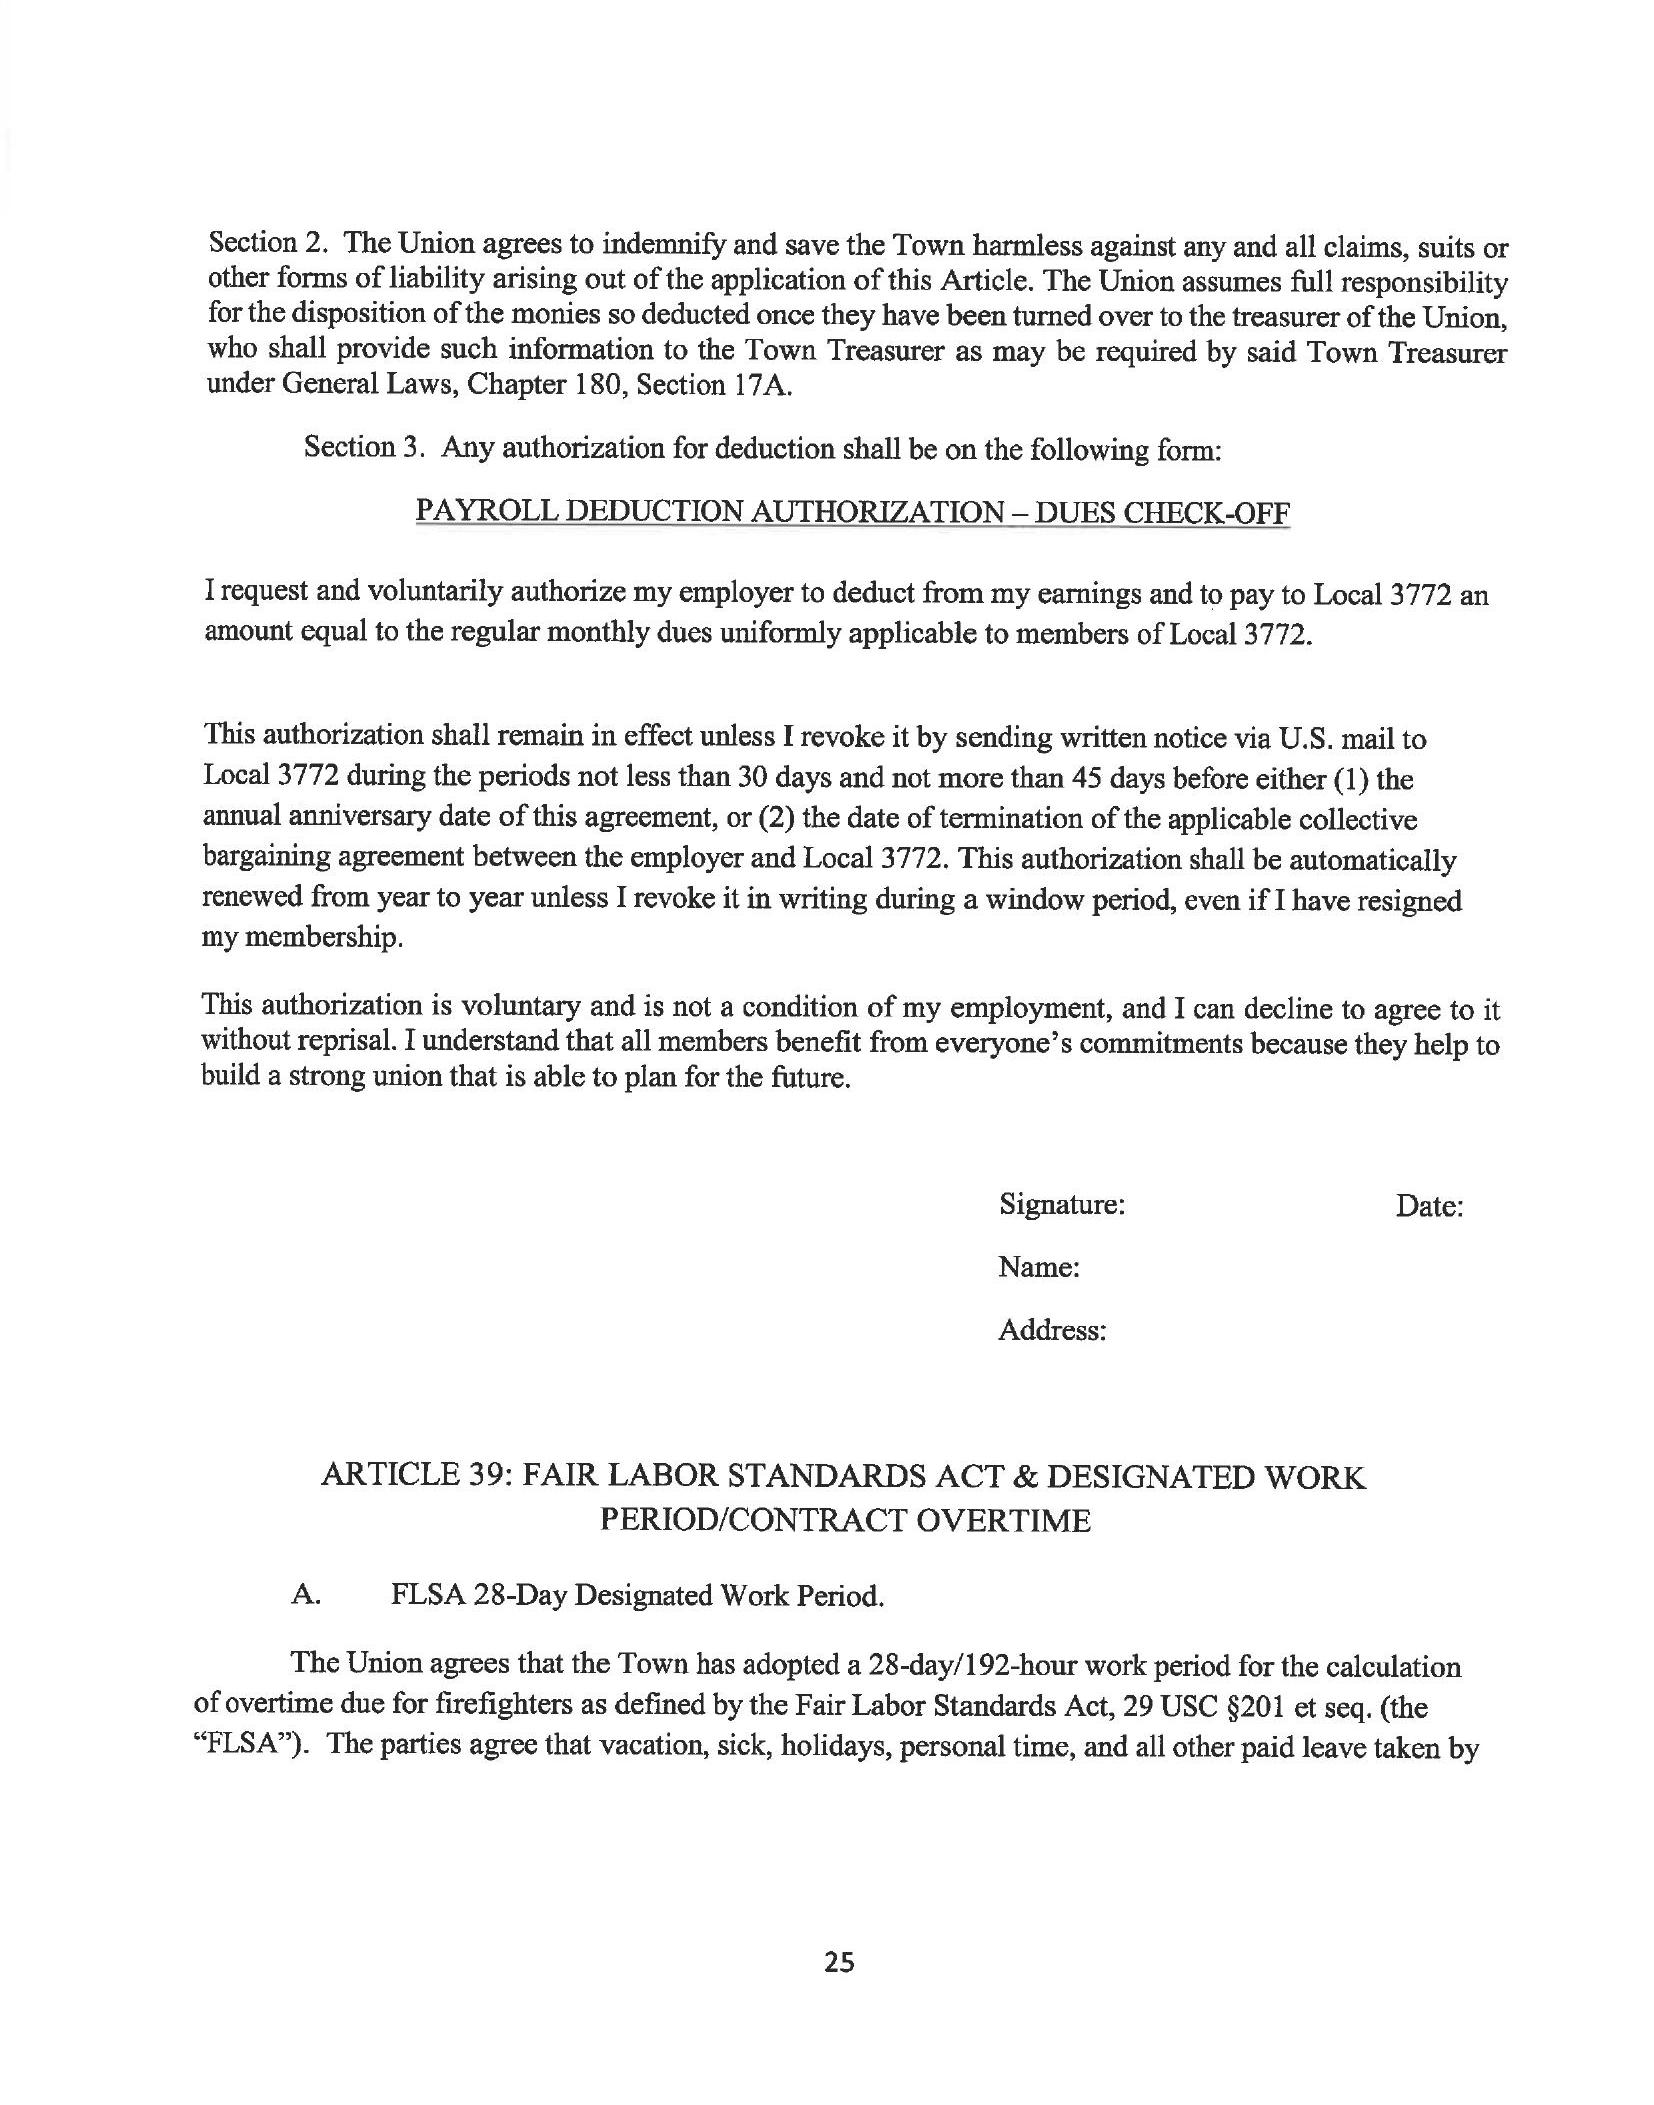 Section 2. The Union agrees to indemnify and save the Town harmless against any and all claims, suits or
other forms of liability arising out of the application of this Article. The Union assumes full responsibility
for the disposition of the monies so deducted once they have been turned over to the treasurer of the Union,
who shall provide such information to the Town Treasurer as may be required by said Town Treasurer
under General Laws, Chapter 180, Section 17A.
Section 3. Any authorization for deduction shall be on the following form:
PAYROLL DEDUCTION AUTHORIZATION – DUES CHECK-OFF
I request and voluntarily authorize my employer to deduct from my earnings and to pay to Local 3772 an
amount equal to the regular monthly dues uniformly applicable to members of Local 3772.
This authorization shall remain in effect unless I revoke it by sending written notice via U.S. mail to
Local 3772 during the periods not less than 30 days and not more than 45 days before either (1) the
annual anniversary date of this agreement, or (2) the date of termination of the applicable collective
bargaining agreement between the employer and Local 3772. This authorization shall be automatically
renewed from year to year unless I revoke it in writing during a window period, even if I have resigned
my membership.
This authorization is voluntary and is not a condition of my employment, and I can decline to agree to it
without reprisal. I understand that all members benefit from everyone’s commitments because they help to
build a strong union that is able to plan for the future.
Signature: Date:
Name:
Address:
ARTICLE 39: FAIR LABOR STANDARDS ACT & DESIGNATED WORK
PERIOD/CONTRACT OVERTIME
A. FLSA 28-Day Designated Work Period.
The Union agrees that the Town has adopted a 28-day/192-hour work period for the calculation
of overtime due for firefighters as defined by the Fair Labor Standards Act, 29 USC §201 et seq. (the
“FLSA”). The parties agree that vacation, sick, holidays, personal time, and all other paid leave taken by
25